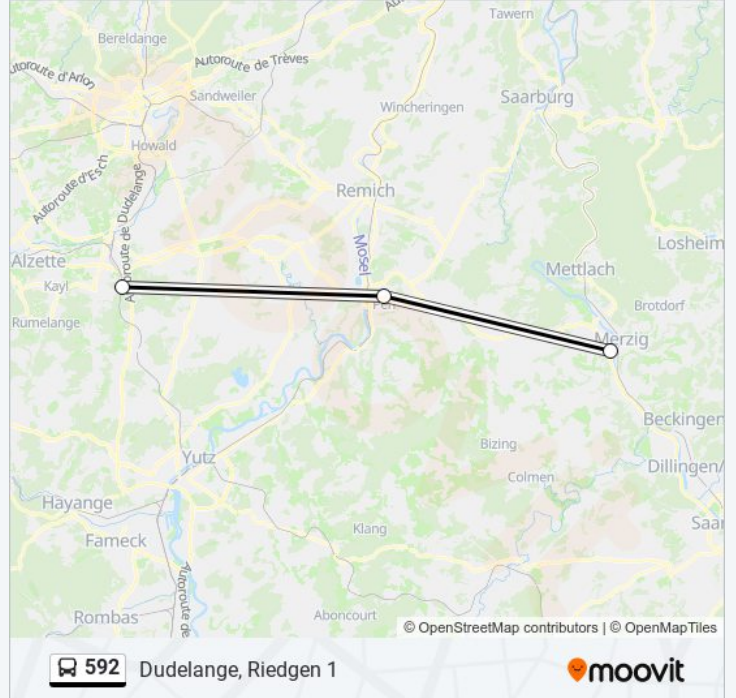 Tawern
Bereldange
Autoroute de Trèves
Autoroute d'Arlon
Sandweiler
Saarburg
Wincheringen
Howald
Autoroute d'Esch
Remich
Autoroute de Dudelange
Mosel
Losheim
Alzette
Mettlach
Kayl
Brotdorf
Rumelange
Merzig
Beckingen
Bizing
Yutz
Dillingen/
Colmen
Hayange
Saar
Klang
Fameck
Autoroute de
Rombas
Aboncourt
© OpenStreetMap contributors | © OpenMapTiles
592 Dudelange, Riedgen 1
moovit